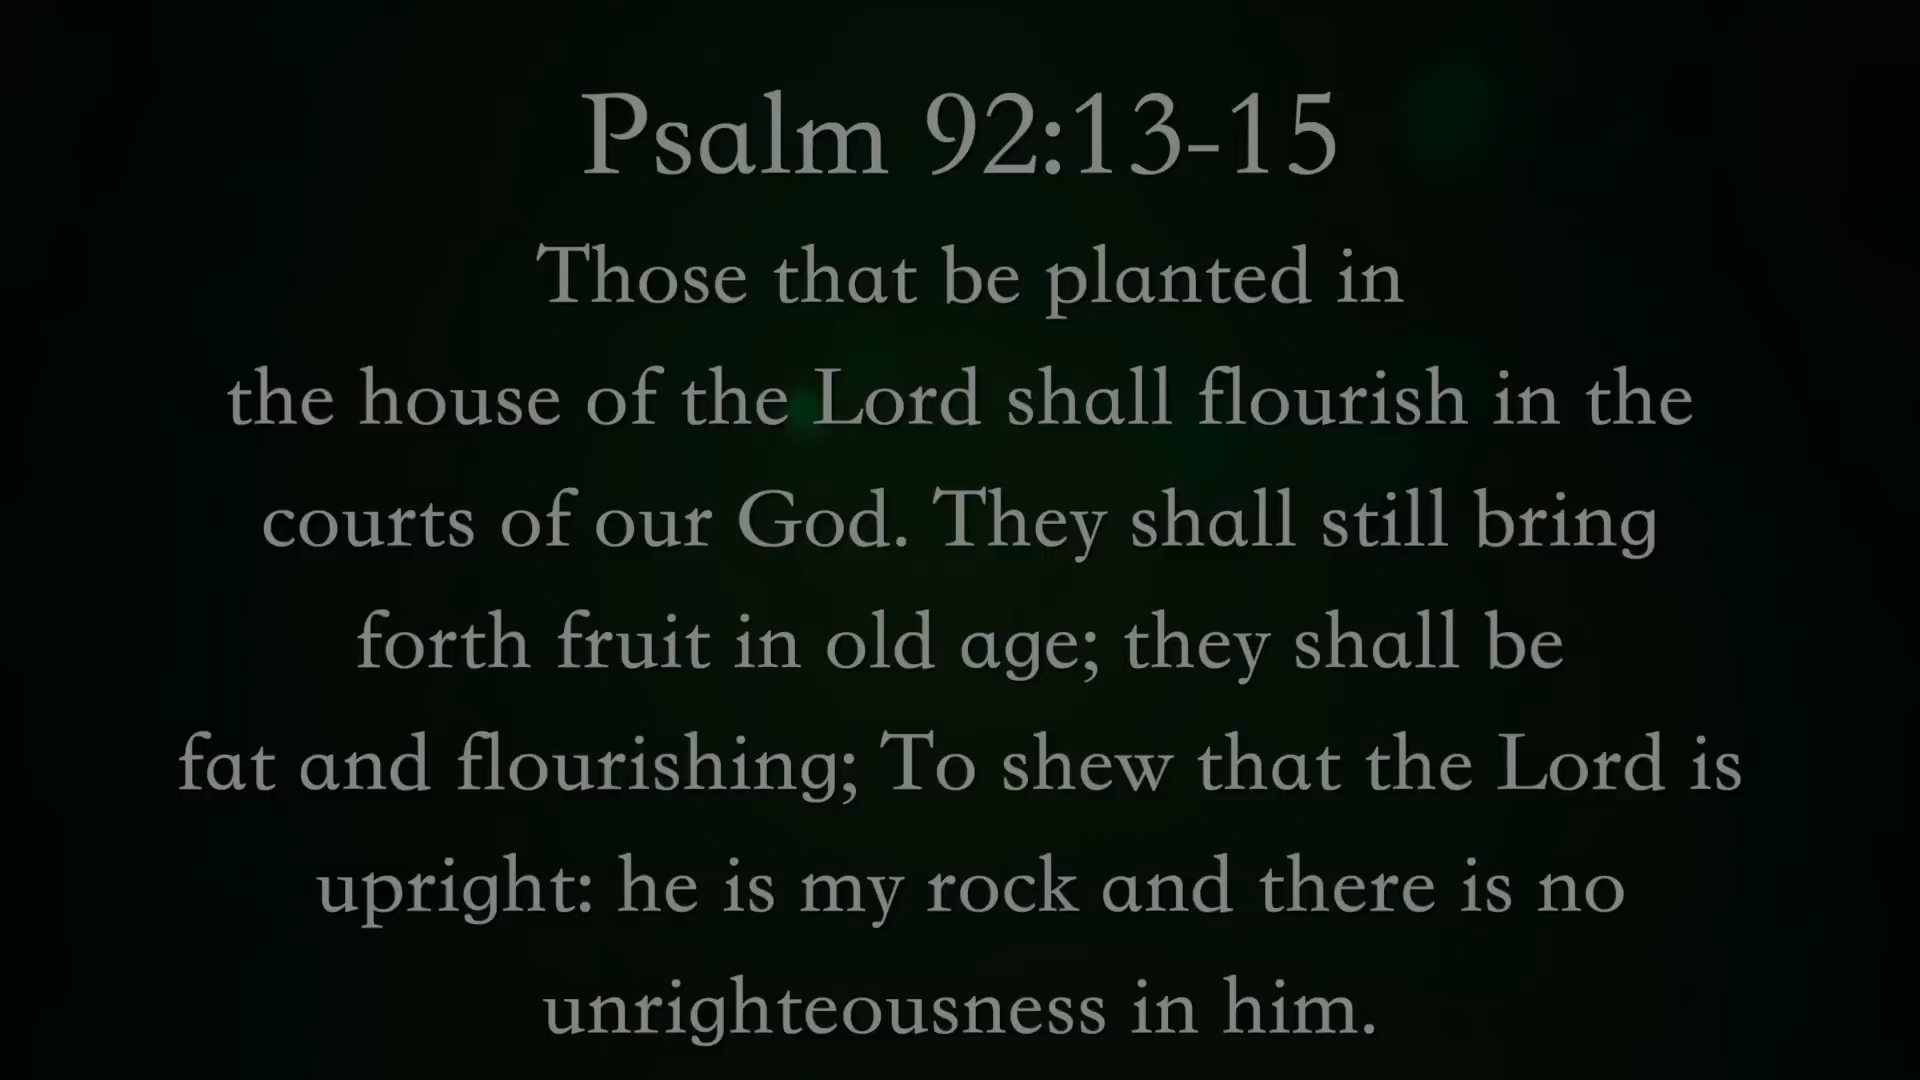 Psalm 92:13-15
Those that be planted in
the house of the Lord shall flourish in the
courts of our God. They shall still bring
forth fruit in old age; they shall be
fat and flourishing; To shew that the Lord is
upright: he is my rock and there is no
unrighteousness in him.